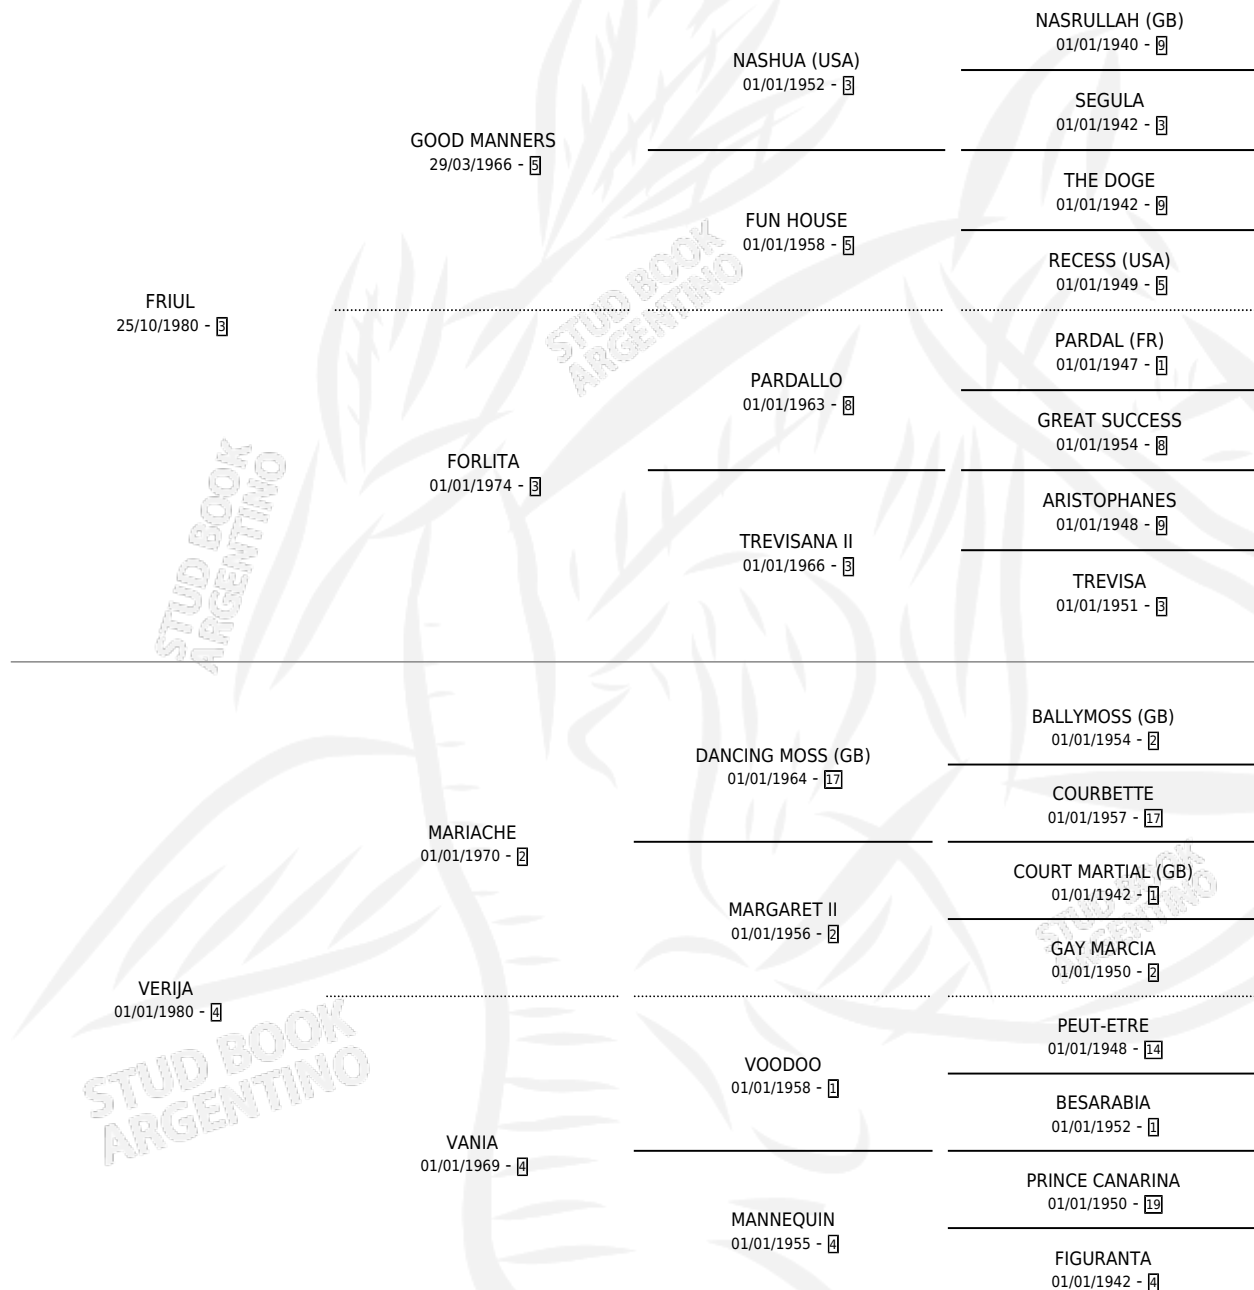 NASRULLAH (GB)
01/01/1940 - 9
NASHUA (USA)
01/01/1952 - 3
SEGULA
01/01/1942 - 3
GOOD MANNERS
29/03/1966 - 5
THE DOGE
01/01/1942 - 9
FUN HOUSE
01/01/1958 - 5
RECESS (USA)
01/01/1949 - 5
FRIUL
25/10/1980 - 3
PARDAL (FR)
01/01/1947 - 1
PARDALLO
01/01/1963 - 8
GREAT SUCCESS
01/01/1954 - 8
FORLITA
01/01/1974 - 3
ARISTOPHANES
01/01/1948 - 9
TREVISANA II
01/01/1966 - 3
TREVISA
01/01/1951 - 3
BALLYMOSS (GB)
01/01/1954 - 2
DANCING MOSS (GB)
01/01/1964 - 17
COURBETTE
01/01/1957 - 17
MARIACHE
01/01/1970 - 2
COURT MARTIAL (GB)
01/01/1942 - 1
MARGARET II
01/01/1956 - 2
GAY MARCIA
01/01/1950 - 2
VERIJA
01/01/1980 - 4
PEUT-ETRE
01/01/1948 - 14
VOODOO
01/01/1958 - 1
BESARABIA
01/01/1952 - 1
VANIA
01/01/1969 - 4
PRINCE CANARINA
01/01/1950 - 19
MANNEQUIN
01/01/1955 - 4
FIGURANTA
01/01/1942 - 4
STUD BOOK
ARGENTINO
STUD BOOK
ARGENTINO
STUD BOOK
ARGENTINO
STUD BOOK
ARGENTINO